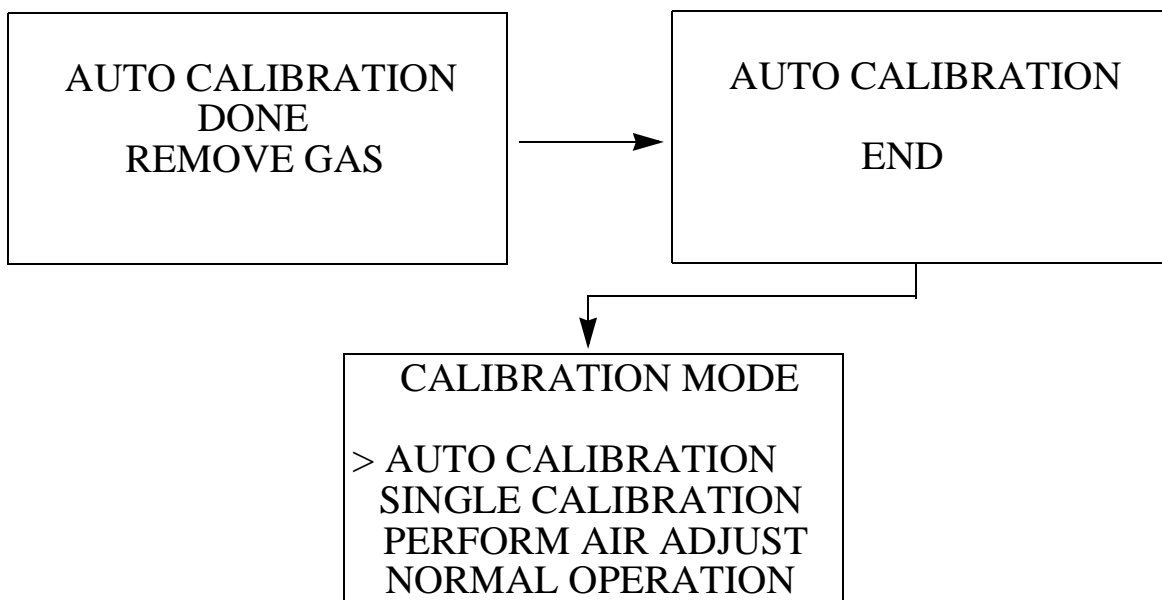 AUTO CALIBRATION
DONE
REMOVE GAS
AUTO CALIBRATION
END
CALIBRATION MODE
> AUTO CALIBRATION
SINGLE CALIBRATION
PERFORM AIR ADJUST
NORMAL OPERATION